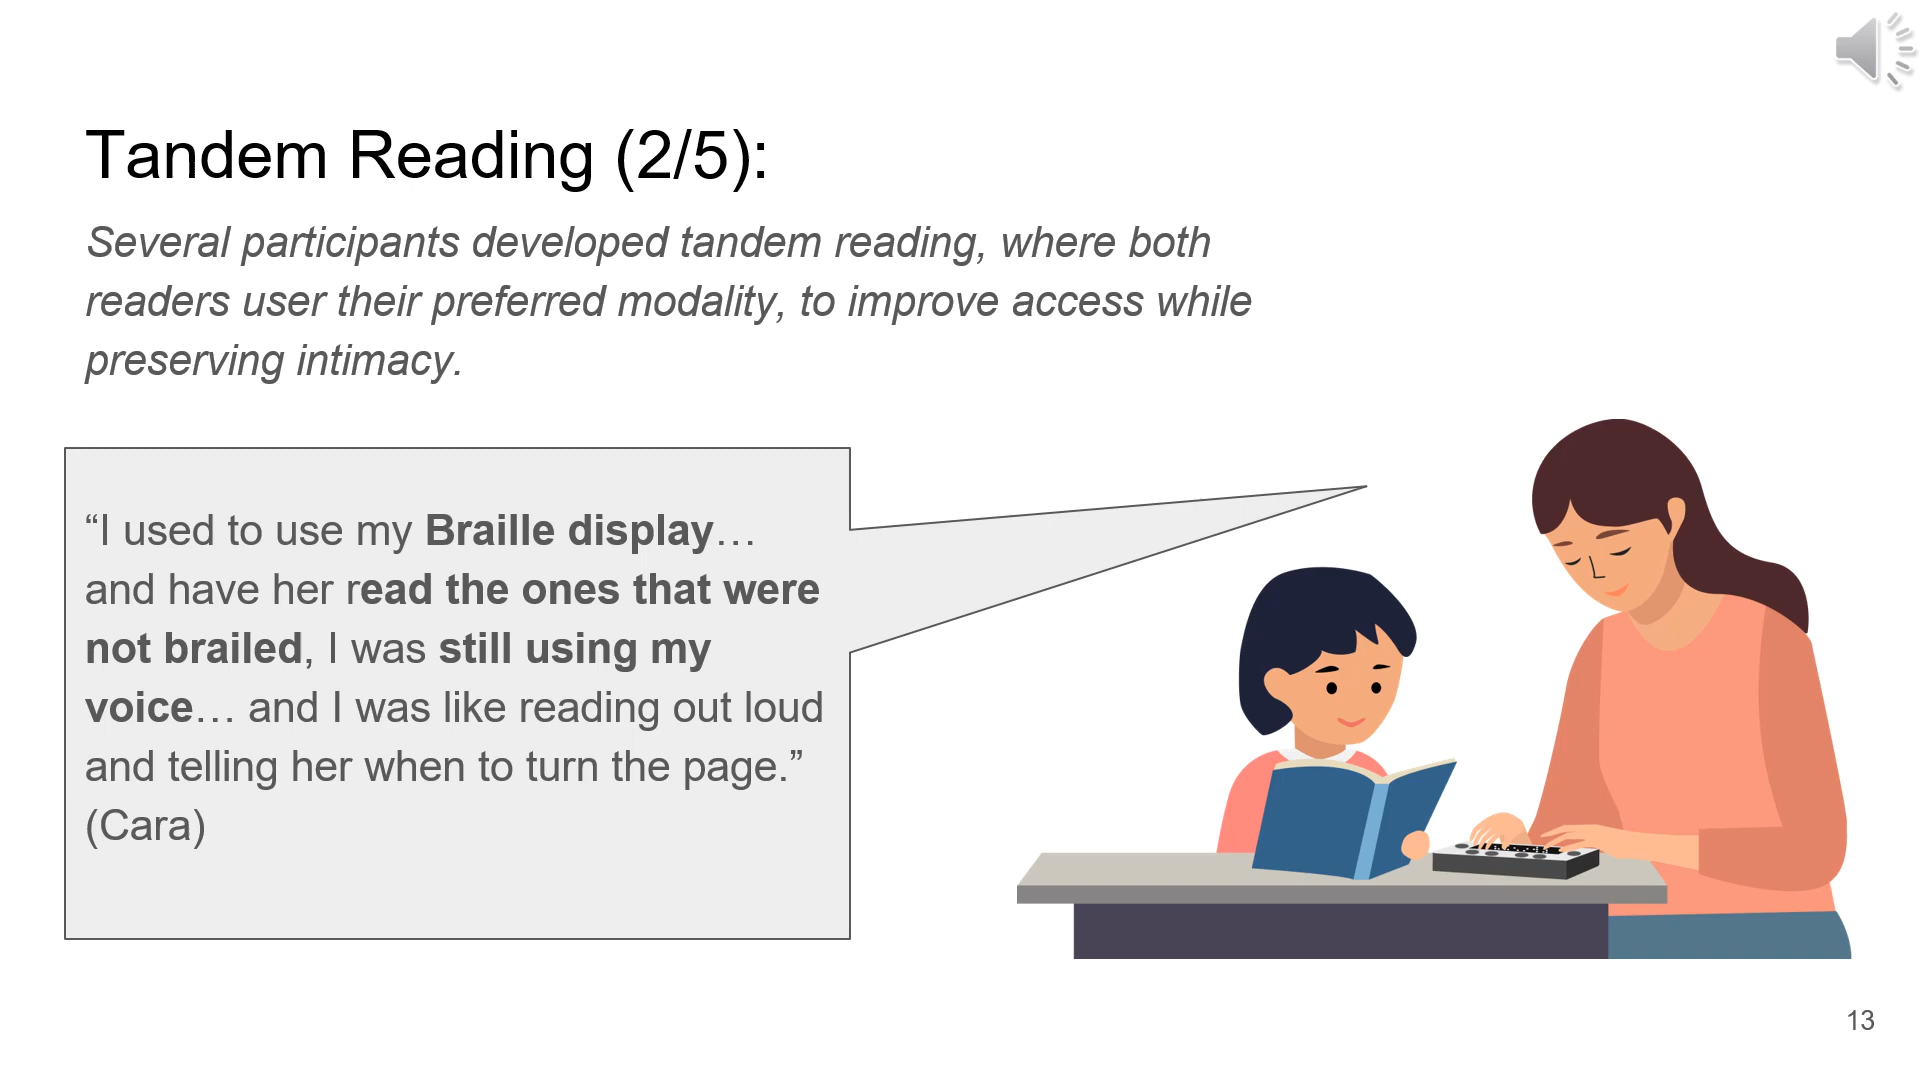 Tandem Reading (2/5):
Several participants developed tandem reading, where both
readers user their preferred modality, to improve access while
preserving intimacy.
“I used to use my Braille display…
and have her read the ones that were
not brailed, I was still using my
voice… and I was like reading out loud
and telling her when to turn the page.”
(Cara)
13